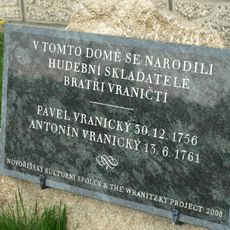 V TOMTO DOMĚ SE NARODILI
HUDEBNÍ SKLADATELÉ
BRATŘI VRANIČTÍ
PAVEL VRANICKÝ 30. 12. 1756
ANTONÍN VRANICKÝ 13. 6. 1761
NOVOŘÍŠSKÝ KULTURNÍ SPOLEK & THE WRANITZKY PROJECT 2008